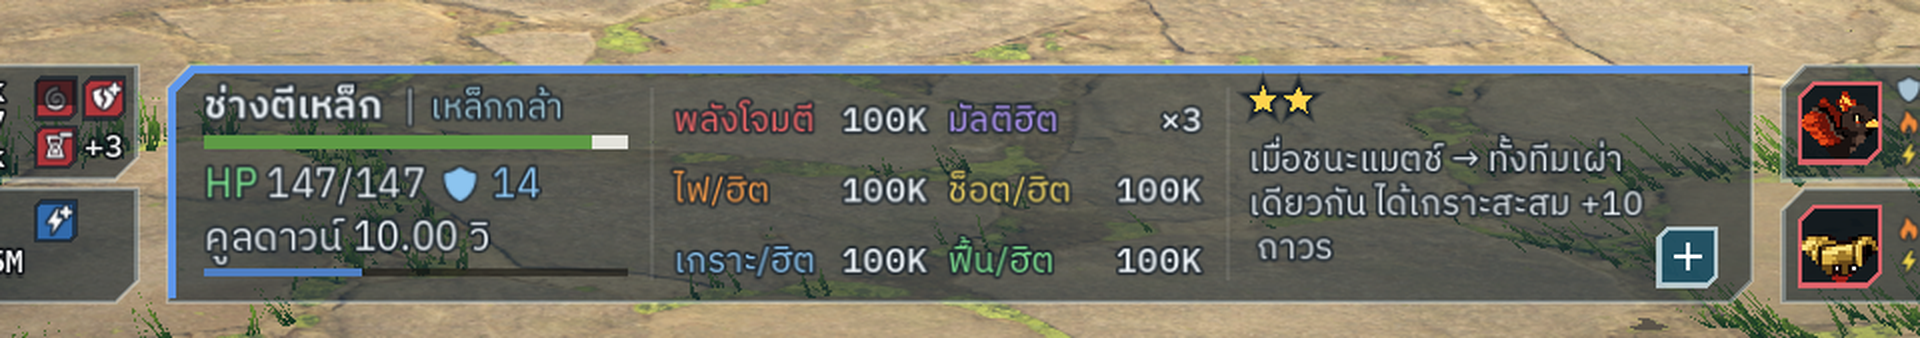 ช่างตีเหล็ก | เหล็กกล้า
HP 147/147 14
คูลดาวน์ 10.00 วิ
พลังโจมตี 100K มัลติฮิต ×3
ไฟ/ฮิต 100K ช็อต/ฮิต 100K
เกราะ/ฮิต 100K ฟื้น/ฮิต 100K
เมื่อชนะแมตช์ → ทั้งทีมเผ่า
เดียวกัน ได้เกราะสะสม +10
ถาวร
+3